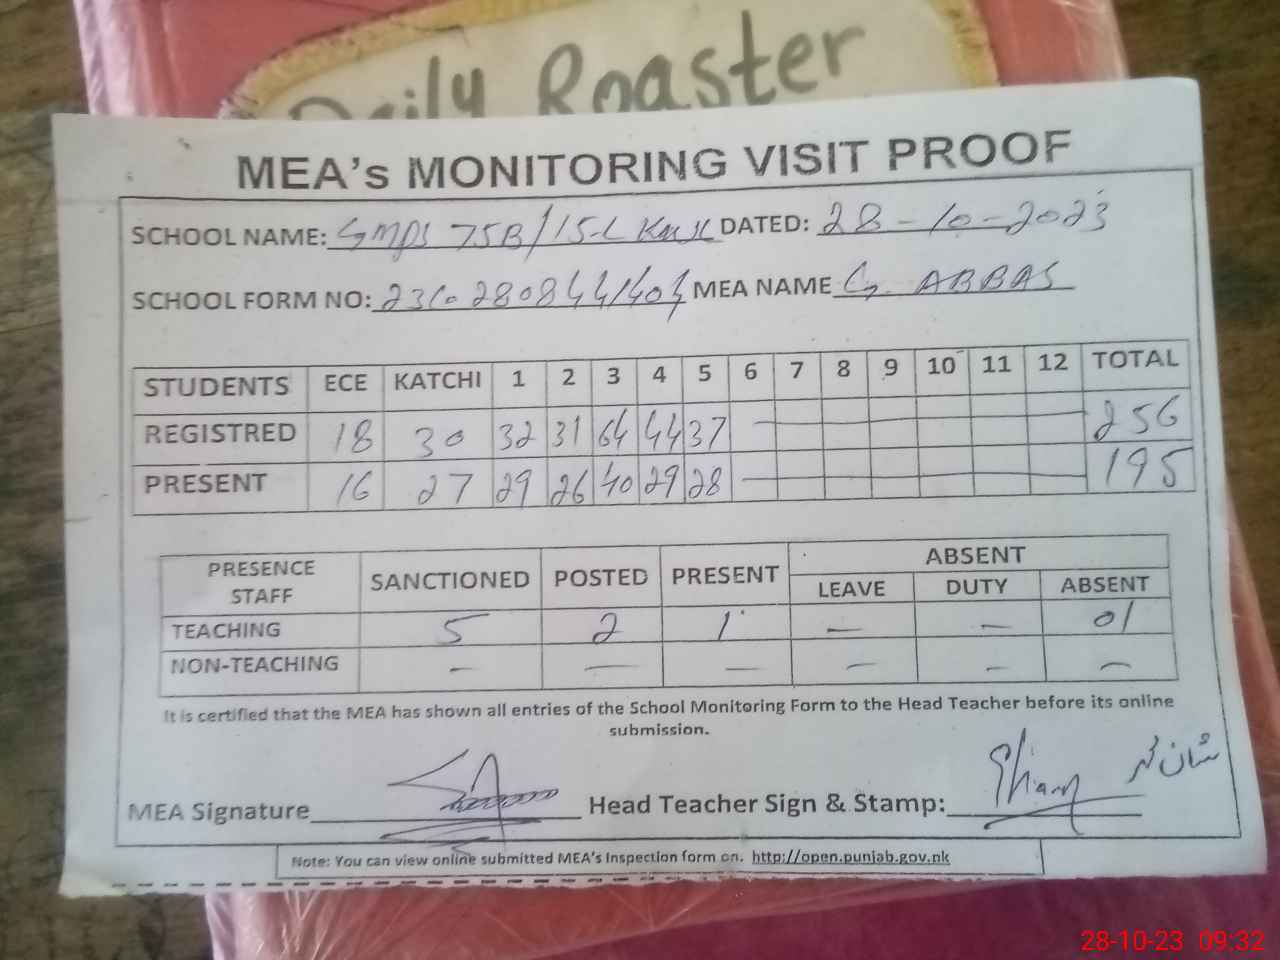 Daily Roaster
MEA's MONITORING VISIT PROOF
SCHOOL NAME: GMPS 75B/15-L KWL DATED: 28-10-2023
SCHOOL FORM NO: MEA NAME G. ABBAS
STUDENTS ECE KATCHI 1 2 3 4 5 6 7 8 9 10 11 12 TOTAL
REGISTRED 18 30 32 31 64 44 37 — 256
PRESENT 16 27 29 26 40 29 28 — 195
PRESENCE STAFF SANCTIONED POSTED PRESENT ABSENT
LEAVE DUTY ABSENT
TEACHING 5 2 1 — — 01
NON-TEACHING — — — — — —
It is certified that the MEA has shown all entries of the School Monitoring Form to the Head Teacher before its online
submission.
MEA Signature Head Teacher Sign & Stamp: Shan شان
Note: You can view online submitted MEA's Inspection form on. http://open.punjab.gov.pk
28-10-23 09:32